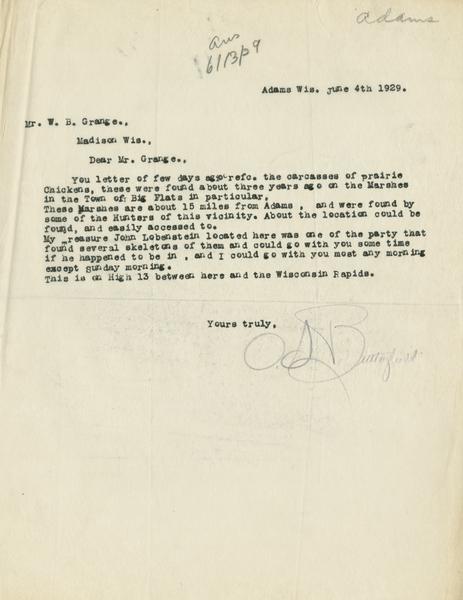 Adams
ans
6/13/29
Adams Wis. june 4th 1929.
Mr. W. B. Grange.,
Madison Wis.,
Dear Mr. Grange.,
You letter of few days ago refc. the carcasses of prairie
Chickens, these were found about three years ago on the Marshes
in the Town of Big Flats in particular,
These Marshes are about 15 miles from Adams , and were found by
some of the Hunters of this vicinity. About the location could be
found, and easily accessed to.
My reasure John Lobenstein located here was one of the party that
found several skeletons of them and could go with you some time
if he happened to be in , and I could go with you most any morning
except sunday morning.
This is on High 13 between here and the Wisconsin Rapids.
Yours truly,